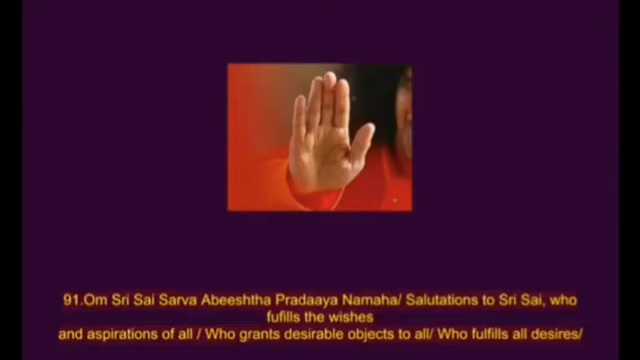 91.Om Sri Sai Sarva Abeeshtha Pradaaya Namaha/ Salutations to Sri Sai, who
fufills the wishes
and aspirations of all / Who grants desirable objects to all/ Who fulfills all desires/